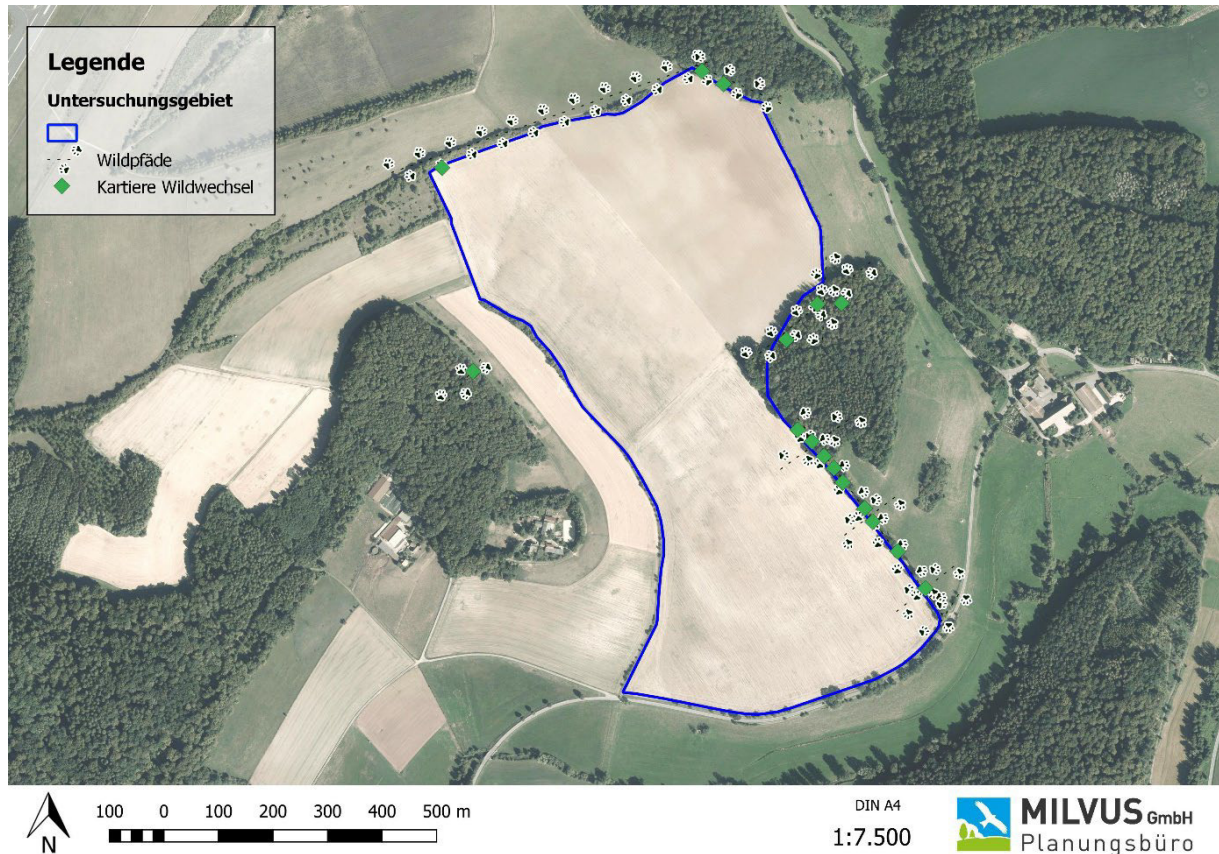 Legende
Untersuchungsgebiet
Wildpfäde
Kartiere Wildwechsel
N
100 0 100 200 300 400 500 m
DIN A4
1:7.500
MILVUS GmbH
Planungsbüro